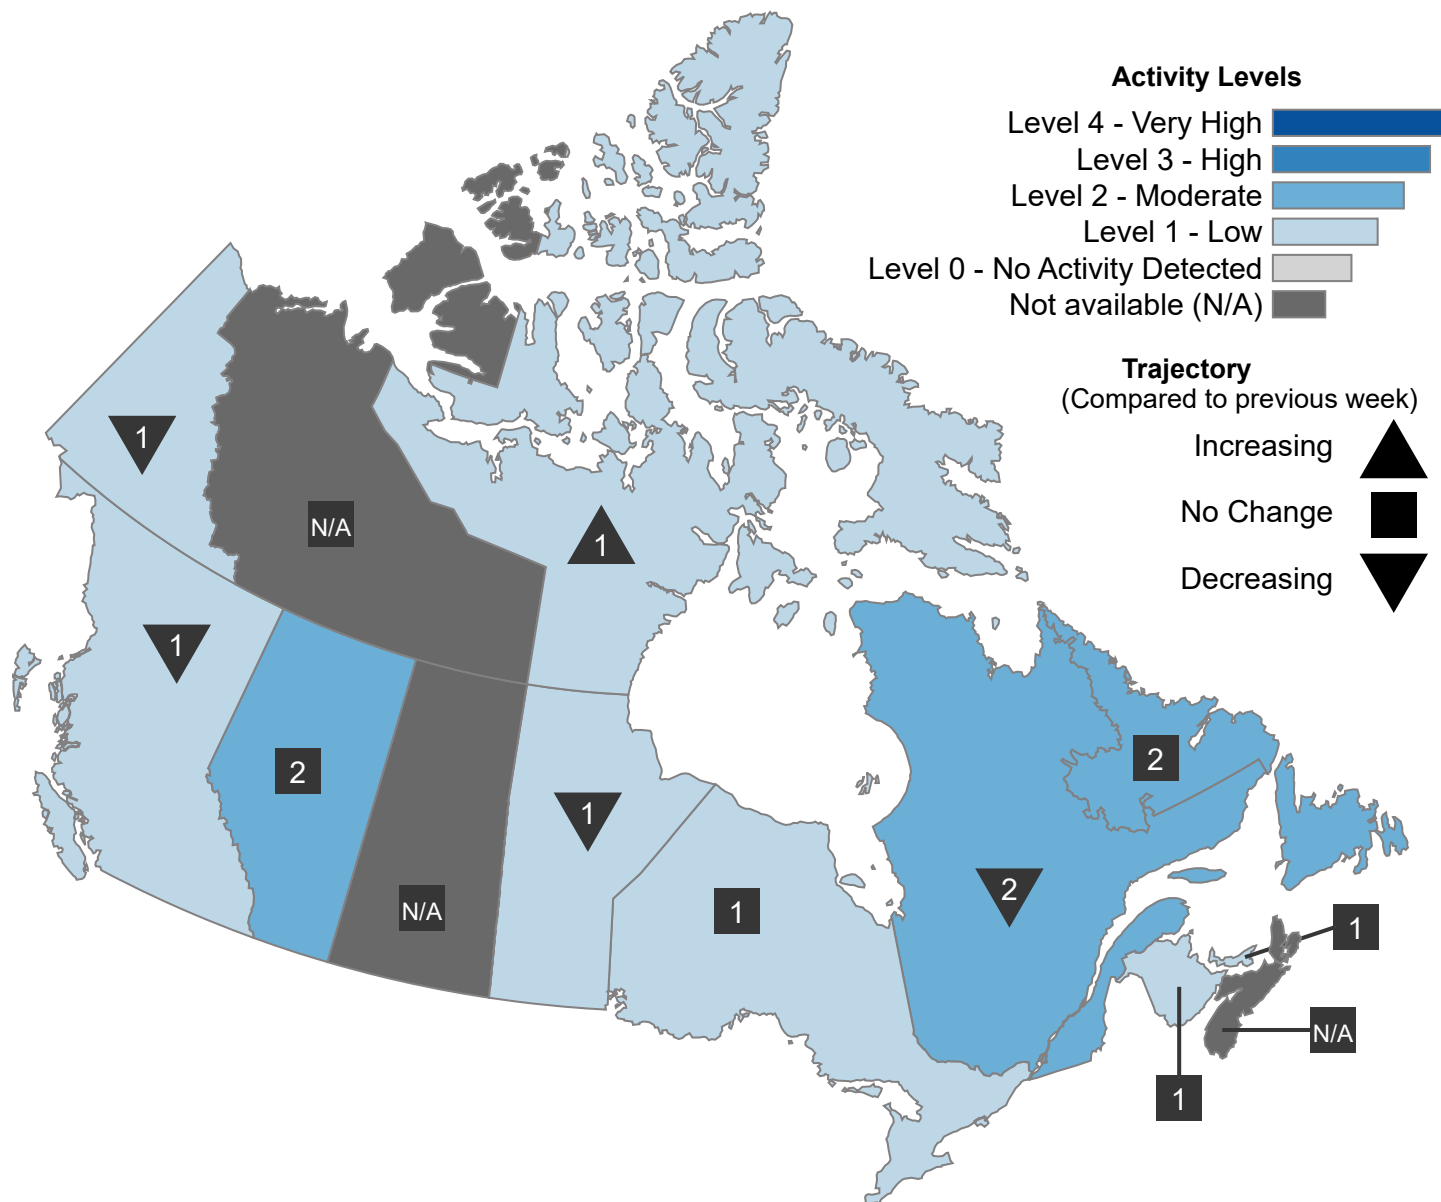 Activity Levels
Level 4 - Very High
Level 3 - High
Level 2 - Moderate
Level 1 - Low
Level 0 - No Activity Detected
Not available (N/A)
Trajectory
(Compared to previous week)
Increasing
No Change
Decreasing
1
N/A
1
1
2
2
1
N/A
1
2
1
1
N/A
1